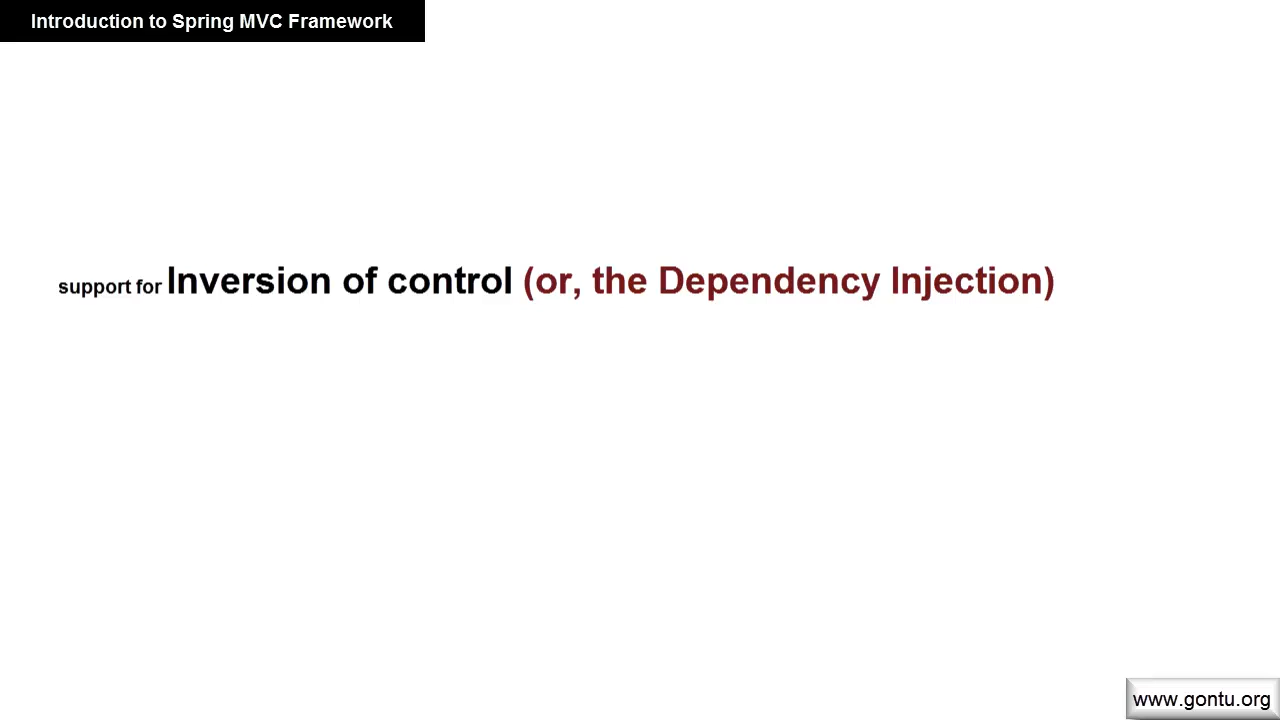 Introduction to Spring MVC Framework
support for Inversion of control (or, the Dependency Injection)
www.gontu.org